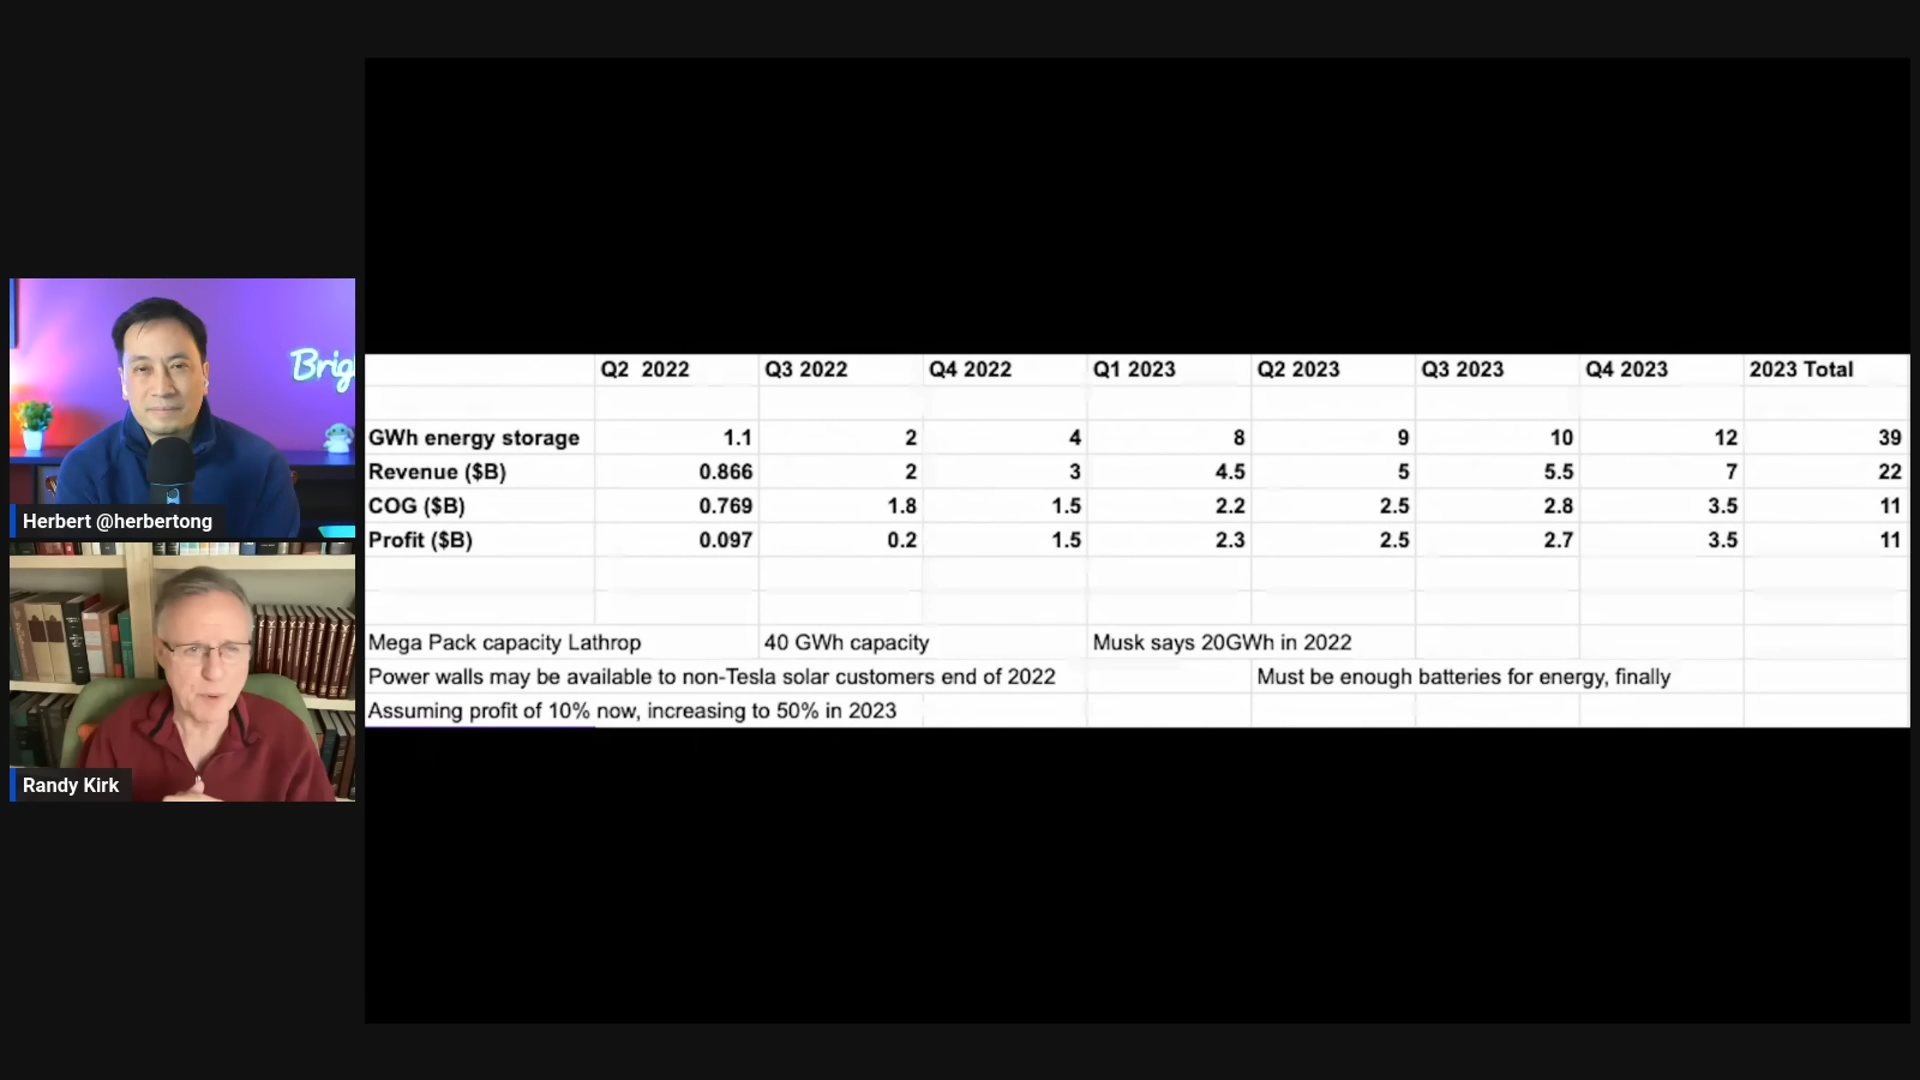 Brig
Herbert @herbertong
Randy Kirk
Q2 2022 Q3 2022 Q4 2022 Q1 2023 Q2 2023 Q3 2023 Q4 2023 2023 Total
GWh energy storage 1.1 2 4 8 9 10 12 39
Revenue ($B) 0.866 2 3 4.5 5 5.5 7 22
COG ($B) 0.769 1.8 1.5 2.2 2.5 2.8 3.5 11
Profit ($B) 0.097 0.2 1.5 2.3 2.5 2.7 3.5 11
Mega Pack capacity Lathrop 40 GWh capacity Musk says 20GWh in 2022
Power walls may be available to non-Tesla solar customers end of 2022 Must be enough batteries for energy, finally
Assuming profit of 10% now, increasing to 50% in 2023